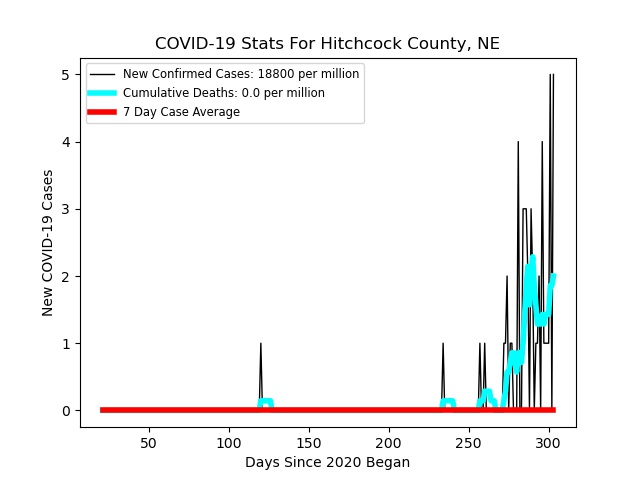 COVID-19 Stats For Hitchcock County, NE
New Confirmed Cases: 18800 per million
Cumulative Deaths: 0.0 per million
7 Day Case Average
New COVID-19 Cases
5
4
3
2
1
0
50 100 150 200 250 300
Days Since 2020 Began